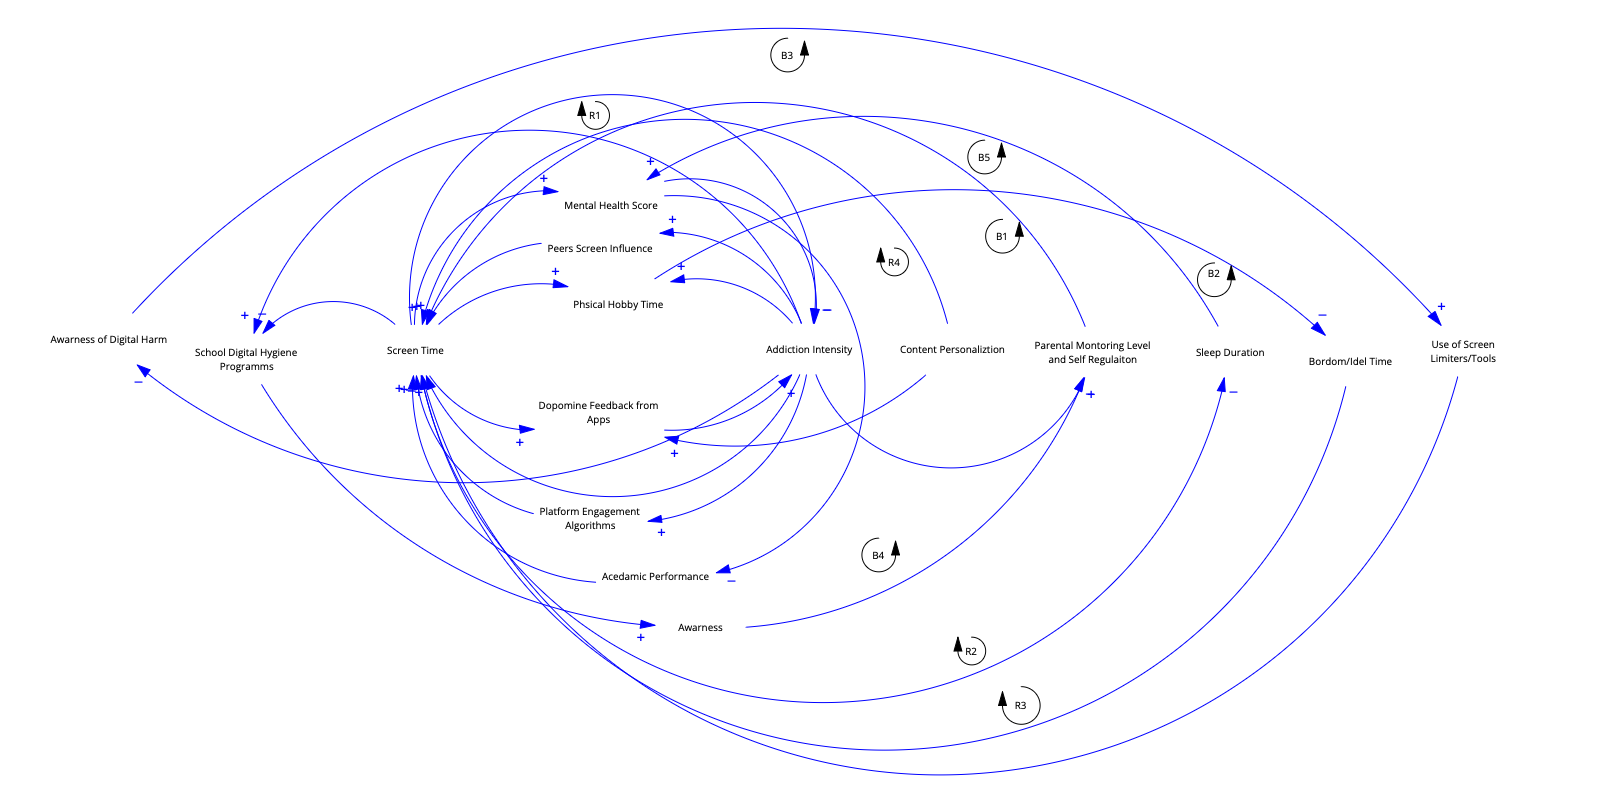 B3
R1
B5
Mental Health Score
B1
Peers Screen Influence
R4
B2
Phsical Hobby Time
Awarness of Digital Harm
School Digital Hygiene
Programms
Screen Time
Addiction Intensity
Content Personaliztion
Parental Montoring Level
and Self Regulaiton
Sleep Duration
Bordom/Idel Time
Use of Screen
Limiters/Tools
Dopomine Feedback from
Apps
Platform Engagement
Algorithms
B4
Acedamic Performance
Awarness
R2
R3